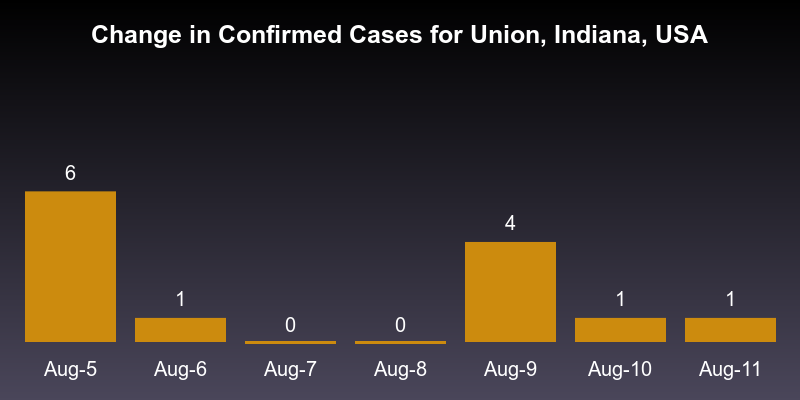 Change in Confirmed Cases for Union, Indiana, USA
6
1
0
0
4
1
1
Aug-5
Aug-6
Aug-7
Aug-8
Aug-9
Aug-10
Aug-11